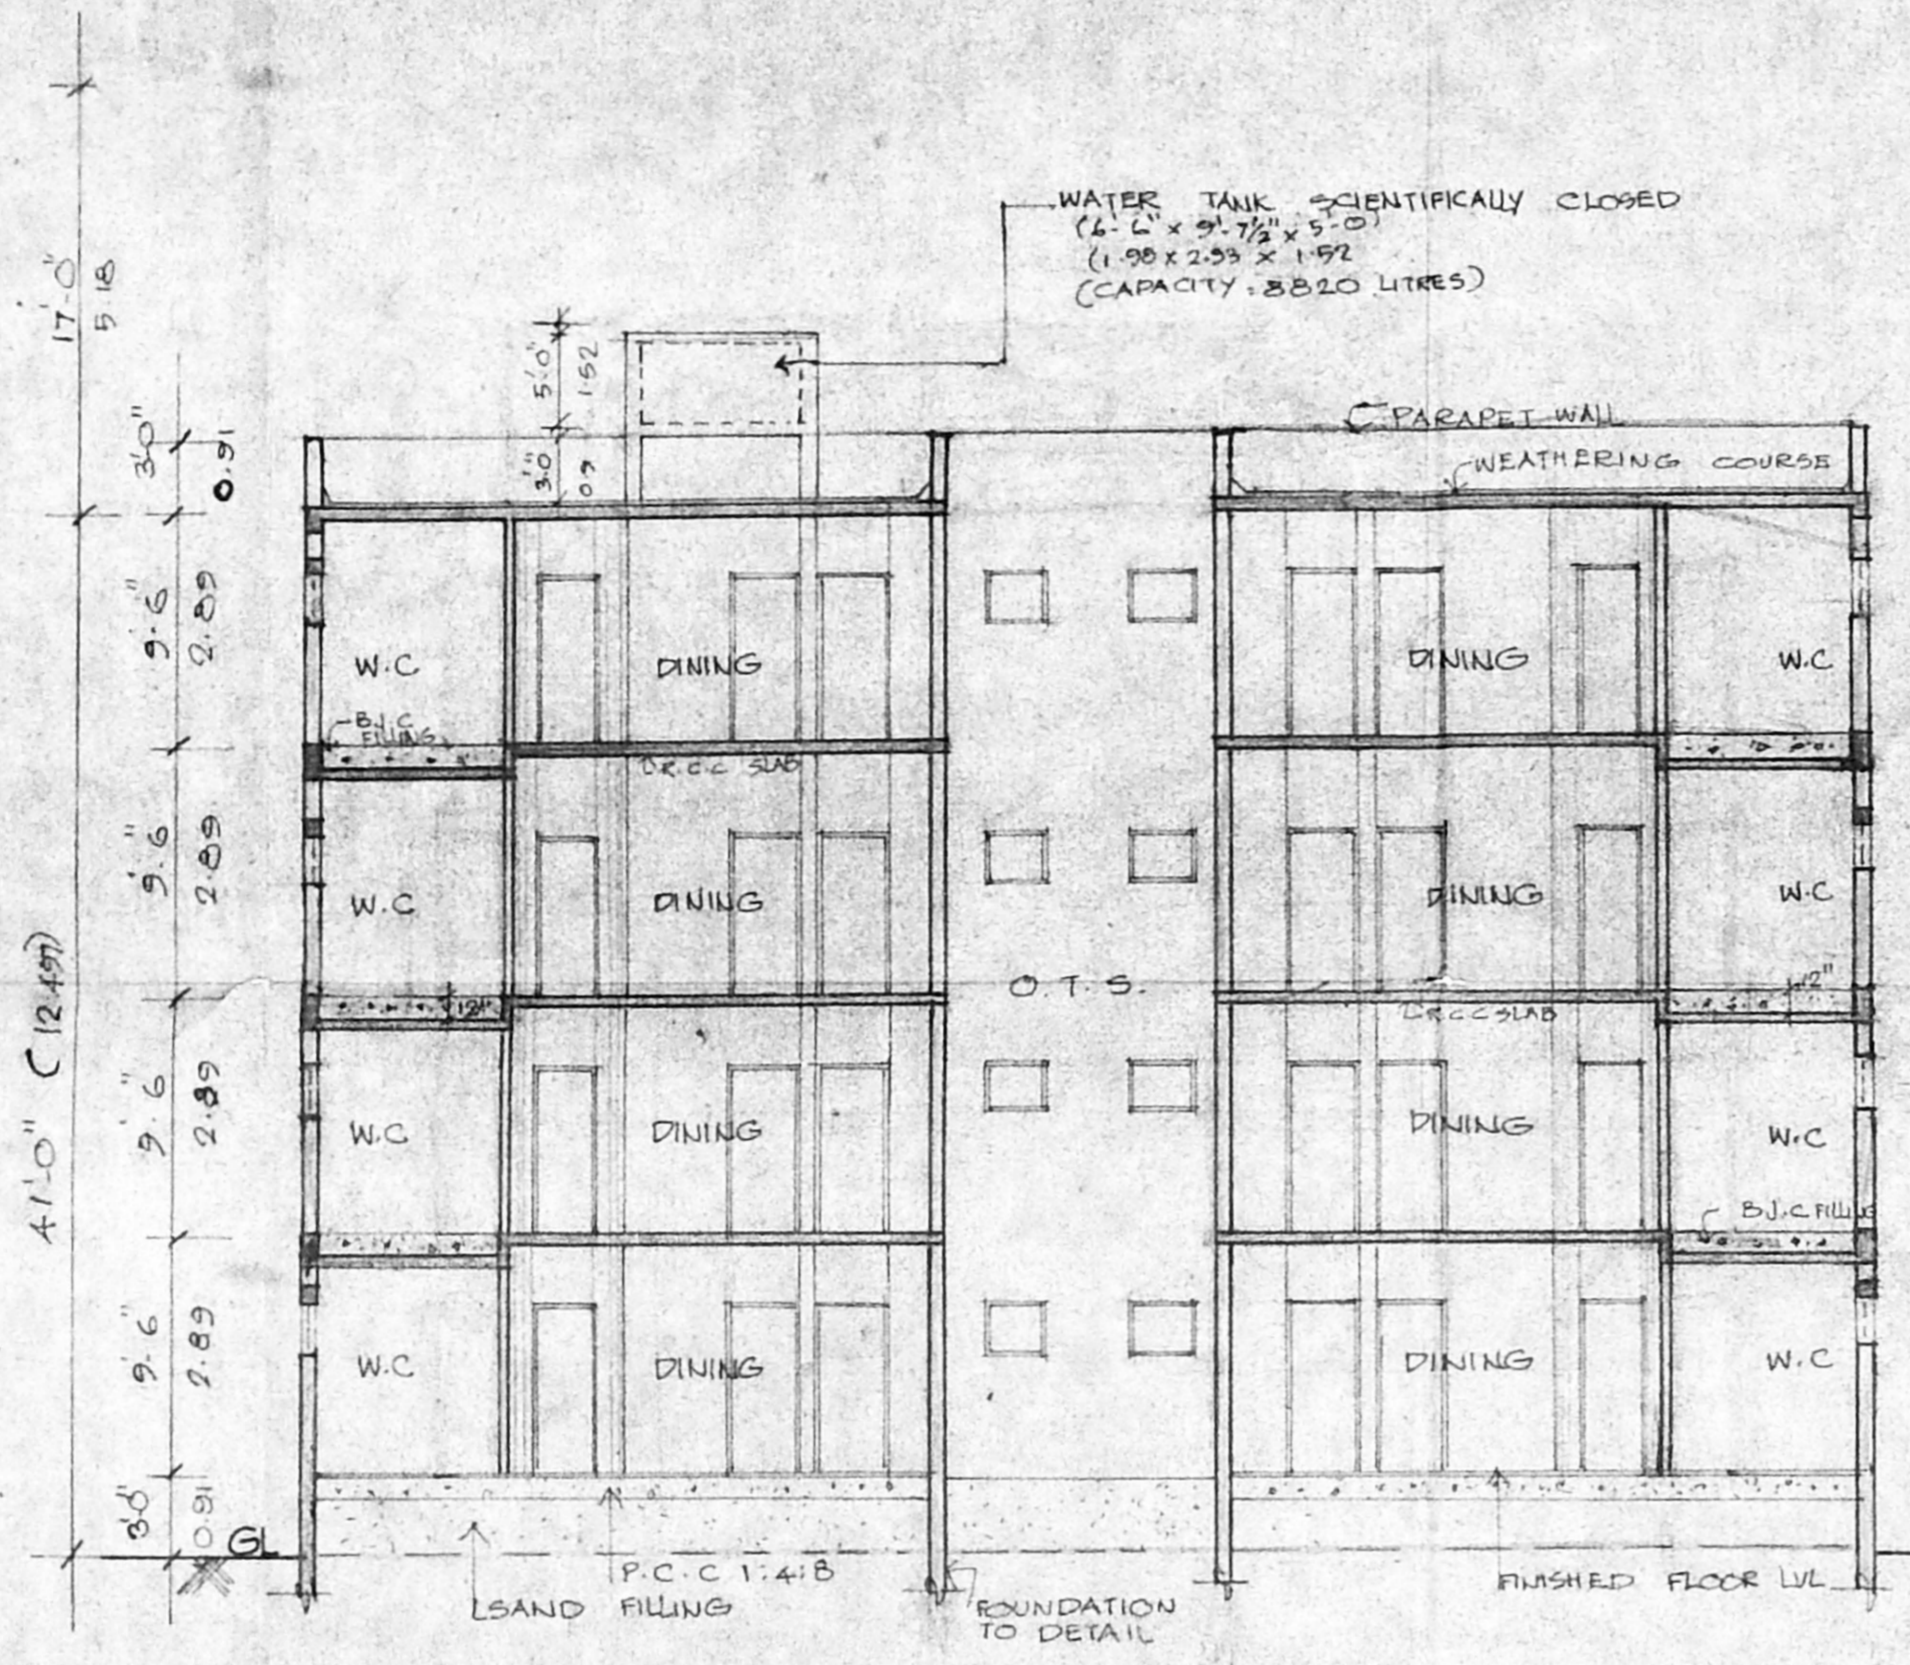 WATER TANK SCIENTIFICALLY CLOSED
(6'-6" x 9'-7½" x 5'-0)
(1.98 x 2.93 x 1.52
(CAPACITY : 8820 LITRES)
17'-0"
5.18
5'0"
1.52
3'-0"
0.91
3'0"
0.9
PARAPET WALL
WEATHERING COURSE
9'-6"
2.89
W.C
DINING
DINING
W.C
B.J.C
FILLING
R.C.C SLAB
9'-6"
2.89
W.C
DINING
DINING
W.C
12"
O.T.S.
R.C.C SLAB
12"
41'-0" (12.497)
9'-6"
2.89
W.C
DINING
DINING
W.C
B.J.C FILLING
9'-6"
2.89
W.C
DINING
DINING
W.C
3'0"
0.91
GL
P.C.C 1:4:8
SAND FILLING
FOUNDATION
TO DETAIL
FINISHED FLOOR LVL